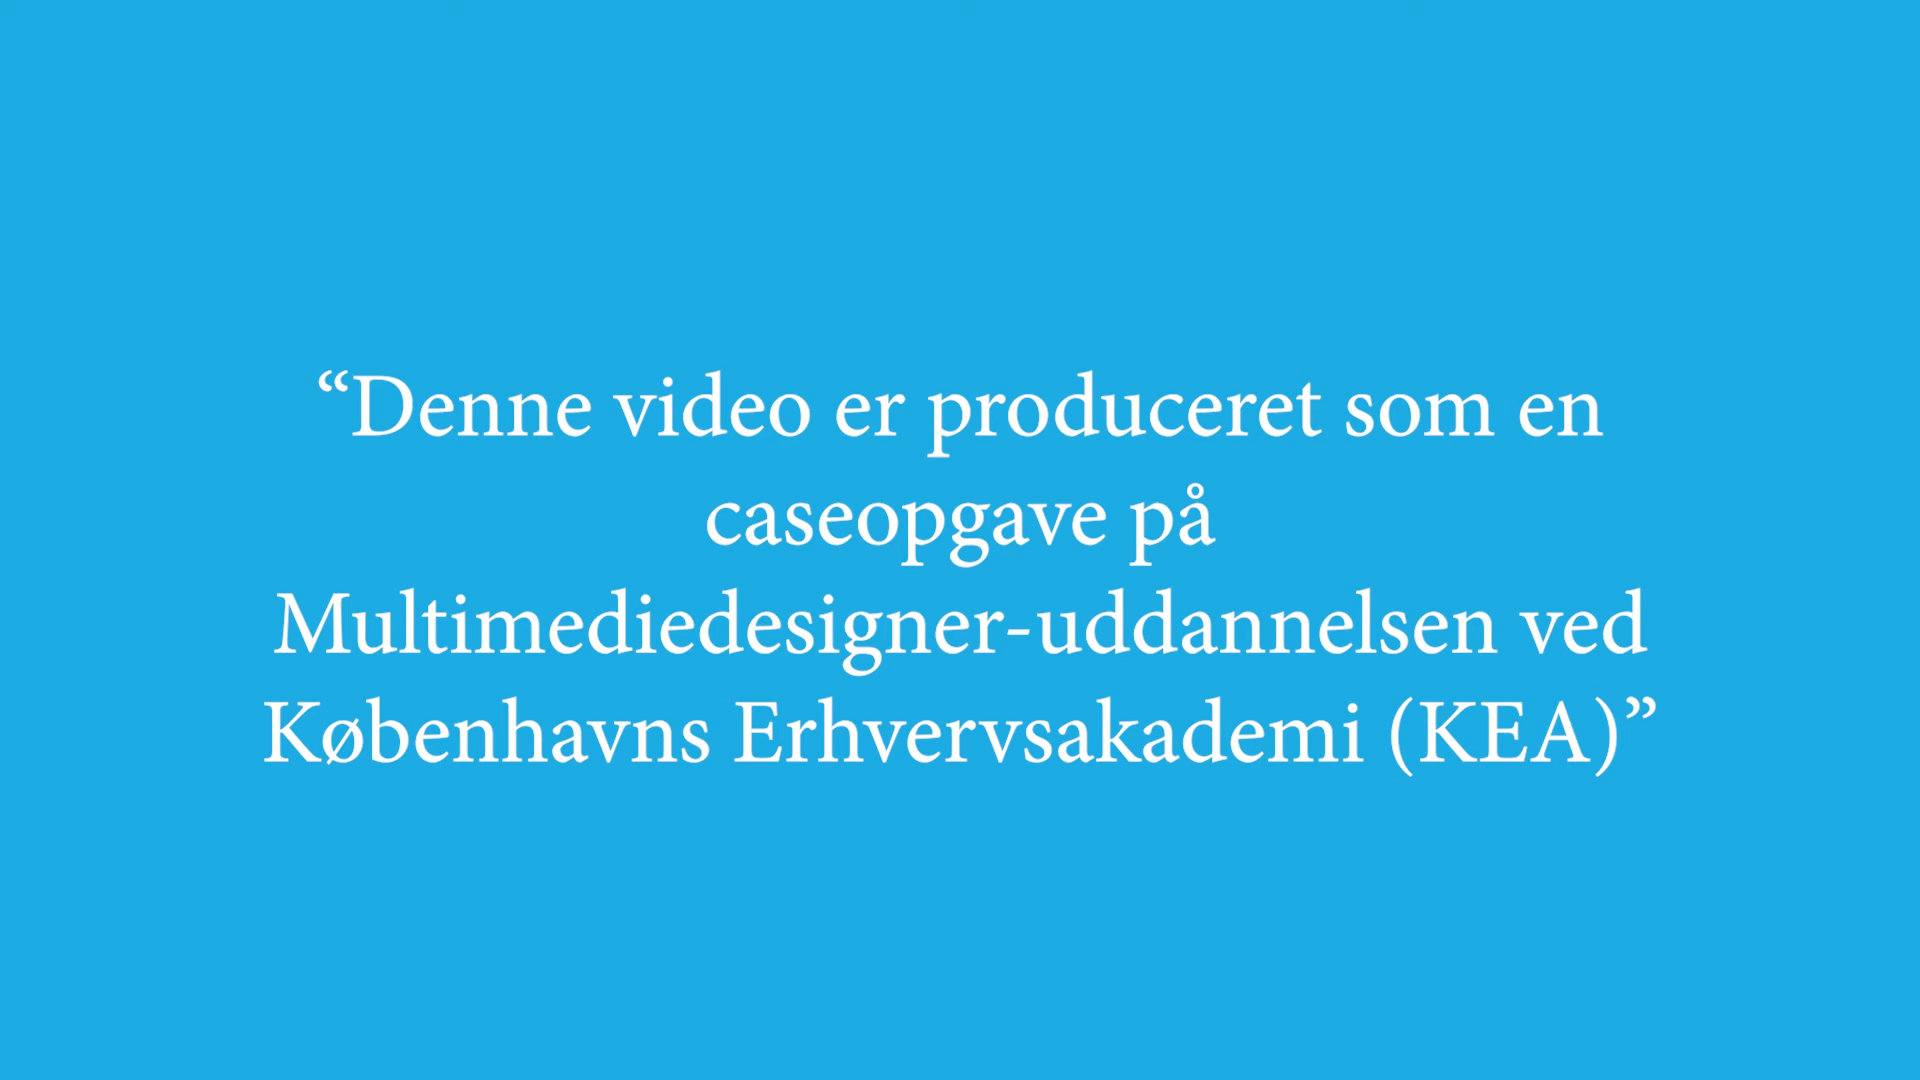 “Denne video er produceret som en
caseopgave på
Multimediedesigner-uddannelsen ved
Københavns Erhvervsakademi (KEA)”